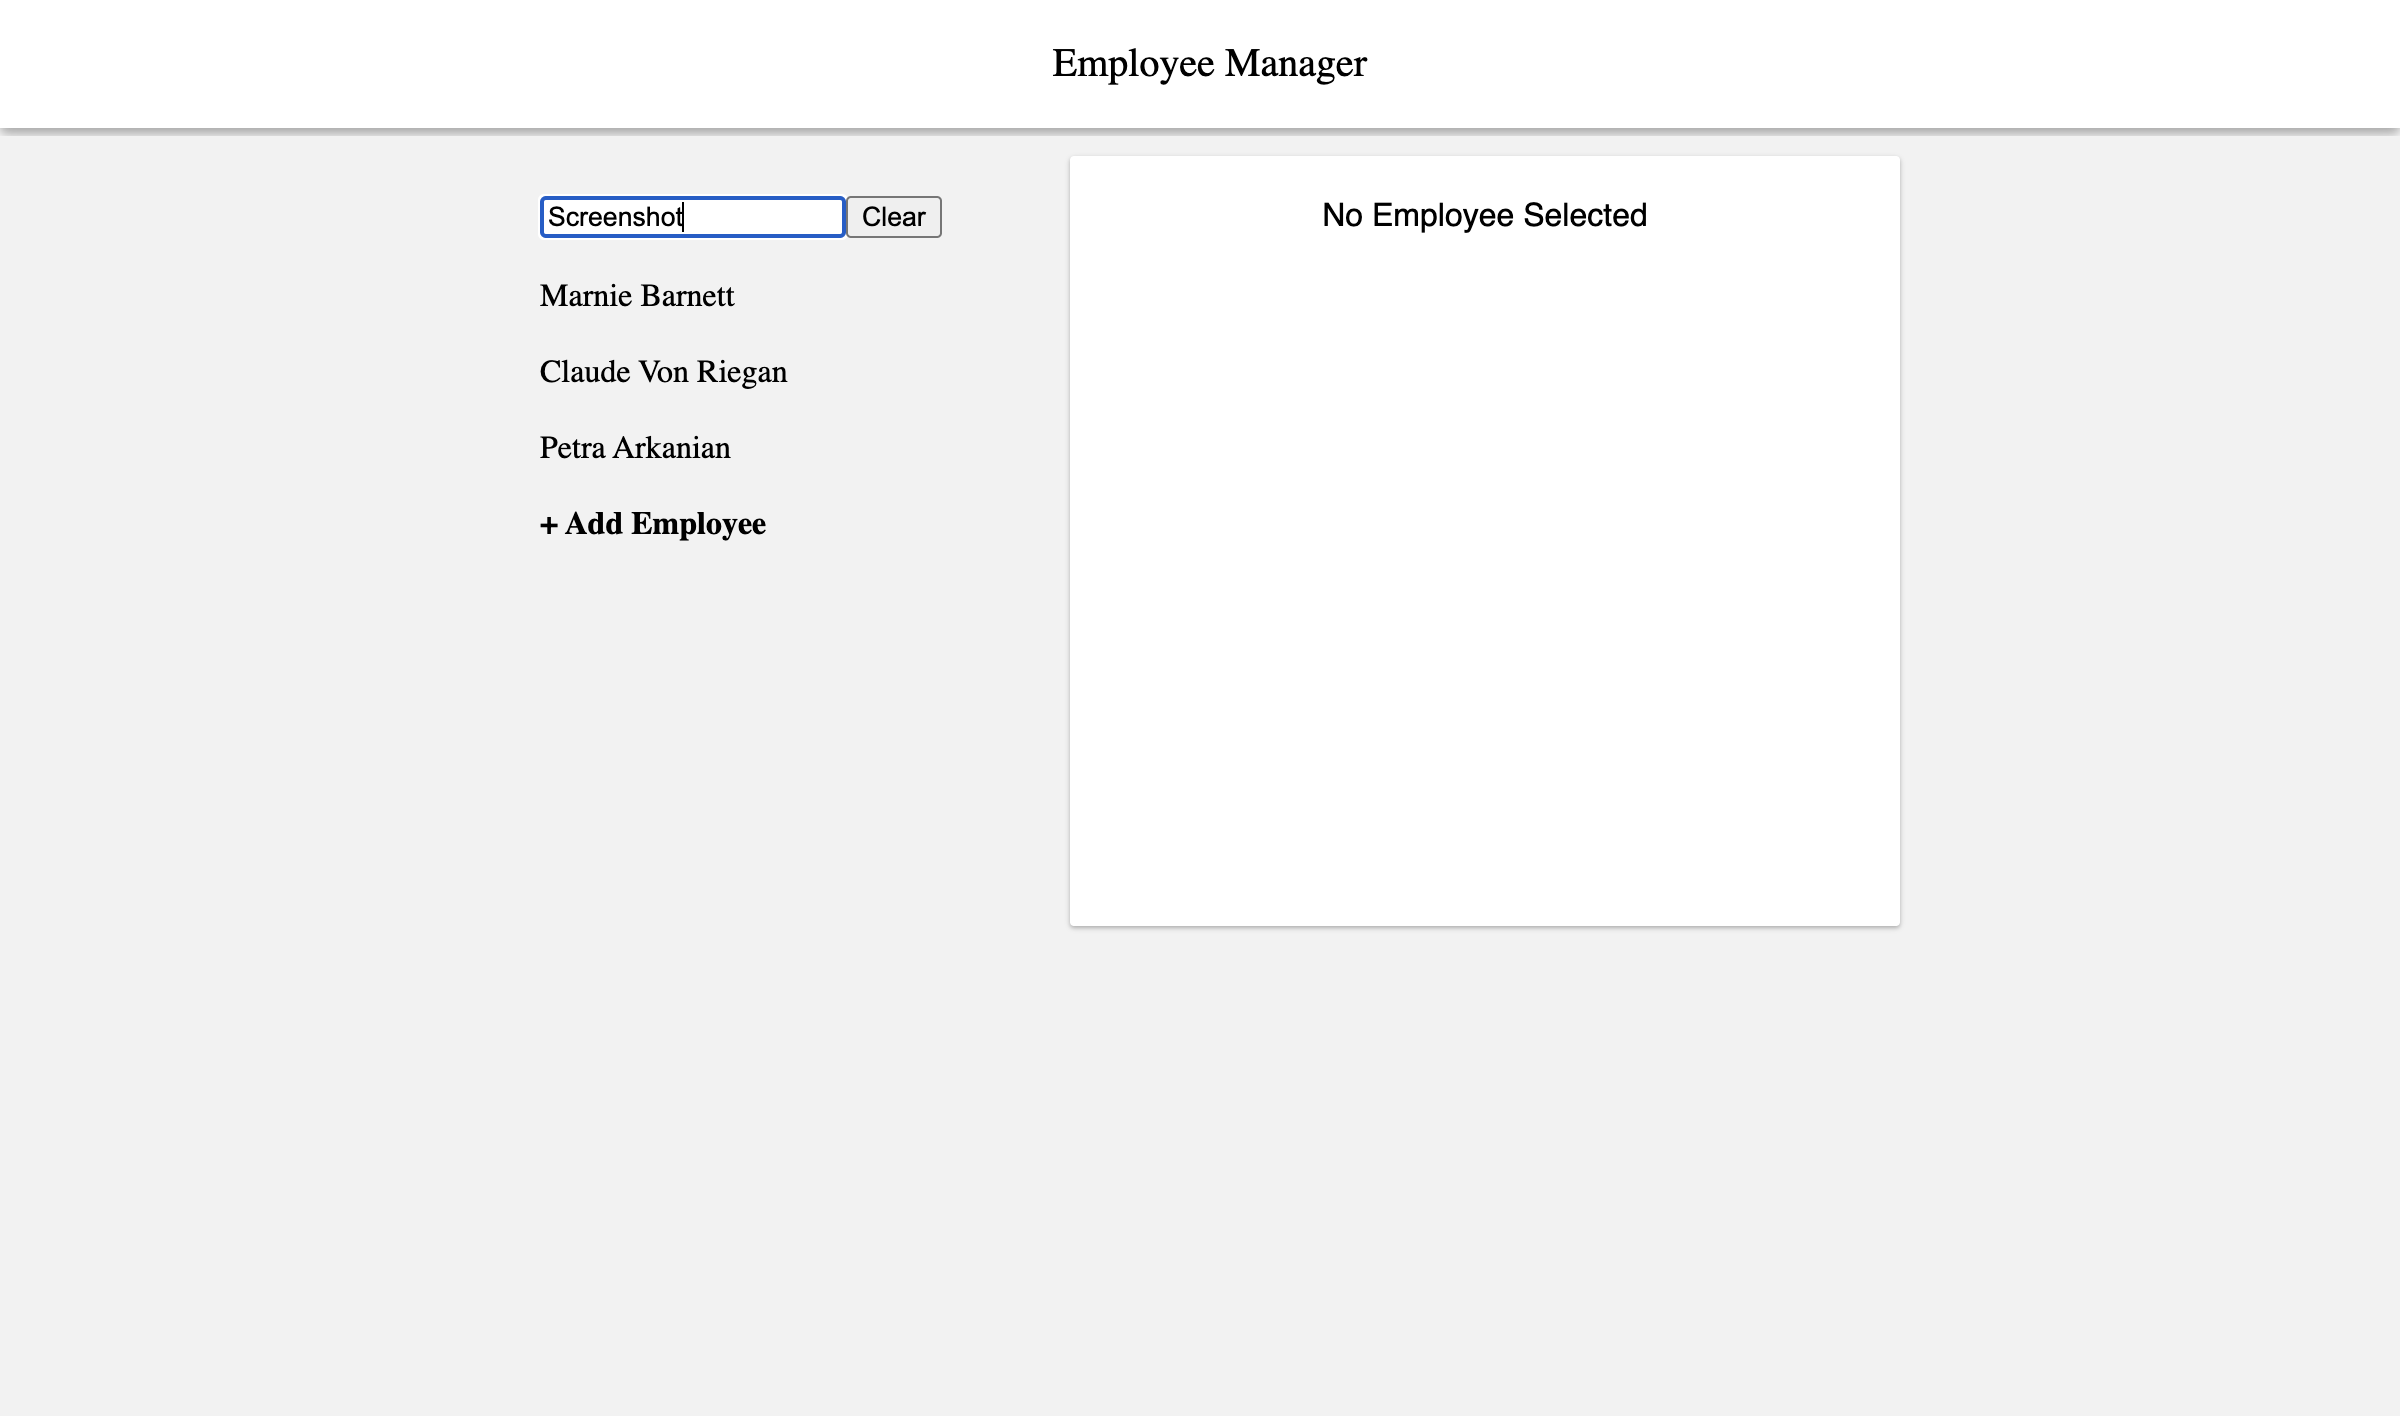 Employee Manager
Screenshot
Clear
Marnie Barnett
Claude Von Riegan
Petra Arkanian
+ Add Employee
No Employee Selected